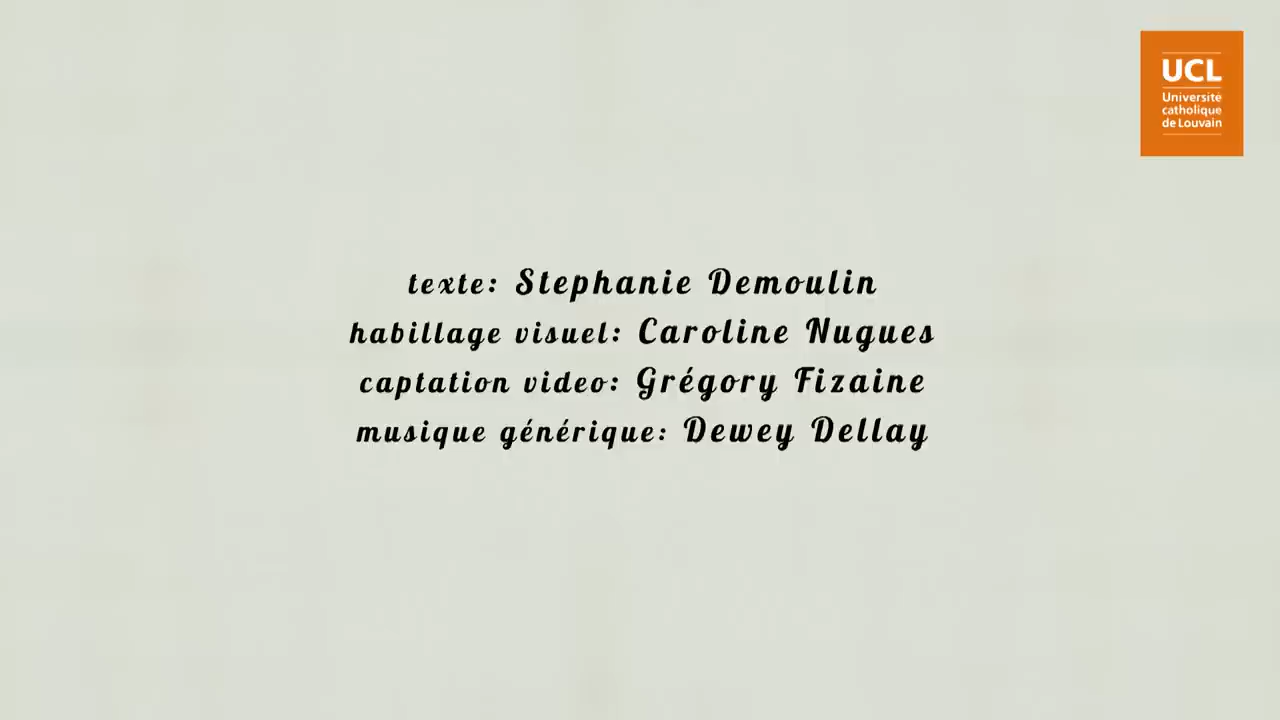 UCL
Université
catholique
de Louvain
texte: Stephanie Demoulin
habillage visuel: Caroline Nugues
captation video: Grégory Fizaine
musique générique: Dewey Dellay